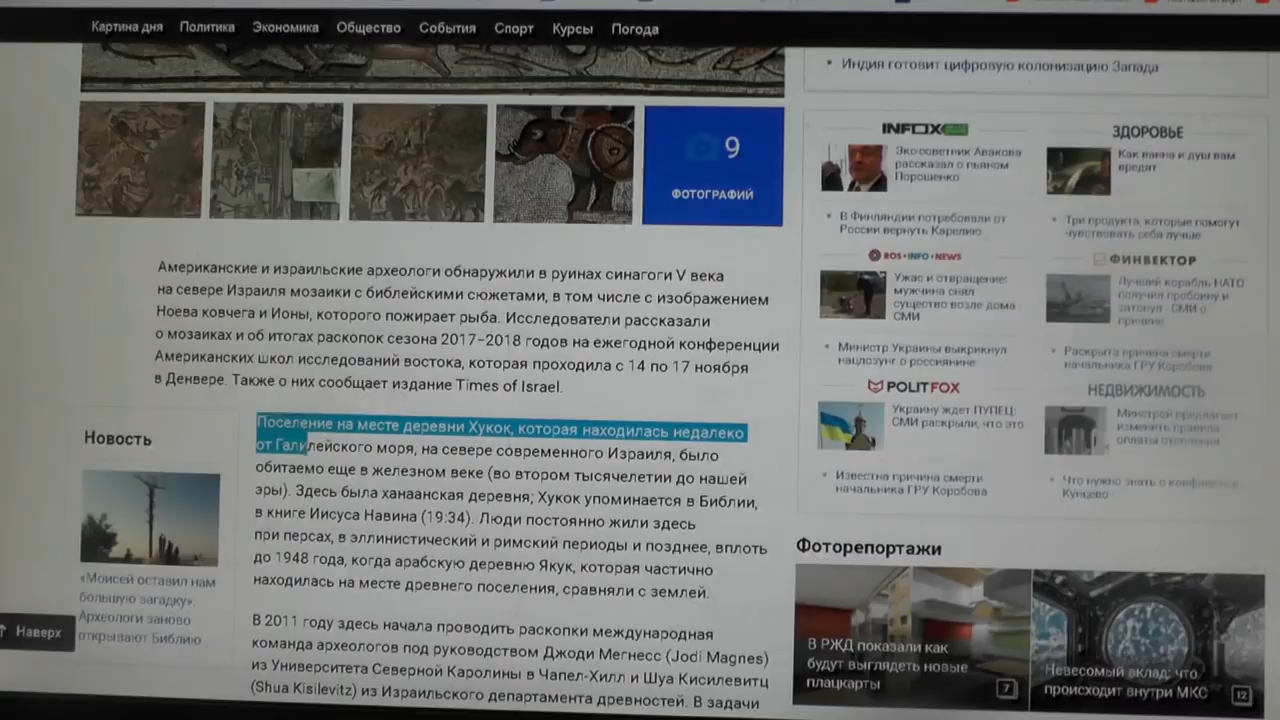 Картина дня Политика Экономика Общество События Спорт Курсы Погода
9
ФОТОГРАФИЙ
Американские и израильские археологи обнаружили в руинах синагоги V века
на севере Израиля мозаики с библейскими сюжетами, в том числе с изображением
Ноева ковчега и Ионы, которого пожирает рыба. Исследователи рассказали
о мозаиках и об итогах раскопок сезона 2017–2018 годов на ежегодной конференции
Американских школ исследований востока, которая проходила с 14 по 17 ноября
в Денвере. Также о них сообщает издание Times of Israel.
Новость
«Моисей оставил нам
большую загадку».
Археологи заново
открывают Библию
↑ Наверх
Поселение на месте деревни Хукок, которая находилась недалеко
от Галилейского моря, на севере современного Израиля, было
обитаемо еще в железном веке (во втором тысячелетии до нашей
эры). Здесь была ханаанская деревня; Хукок упоминается в Библии,
в книге Иисуса Навина (19:34). Люди постоянно жили здесь
при персах, в эллинистический и римский периоды и позднее, вплоть
до 1948 года, когда арабскую деревню Якук, которая частично
находилась на месте древнего поселения, сравняли с землей.
В 2011 году здесь начала проводить раскопки международная
команда археологов под руководством Джоди Мегнесс (Jodi Magnes)
из Университета Северной Каролины в Чапел-Хилл и Шуа Кисилевитц
(Shua Kisilevitz) из Израильского департамента древностей. В задачи
• Индия готовит цифровую колонизацию Запада
INFOX
Эко-советник Авакова
рассказал о пьяном
Порошенко
• В Финляндии потребовали от
России вернуть Карелию
ROS•INFO•NEWS
Ужас и отвращение:
мужчина снял
существо возле дома -
СМИ
• Министр Украины выкрикнул
нацлозунг о россиянине
POLITFOX
Украину ждет ПУПЕЦ:
СМИ раскрыли, что это
• Известна причина смерти
начальника ГРУ Коробова
ЗДОРОВЬЕ
Как ванна и душ вам
вредят
• Три продукта, которые помогут
чувствовать себя лучше
ФИНВЕКТОР
Лучший корабль НАТО
получил пробоину и
затонул - СМИ о
причине
• Раскрыта причина смерти
начальника ГРУ Коробова
НЕДВИЖИМОСТЬ
Минстрой предлагает
изменить правила
оплаты отопления
• Что нужно знать о конфликте
Кунцево
Фоторепортажи
В РЖД показали как
будут выглядеть новые
плацкарты
7
Невесомый вклад: что
происходит внутри МКС
12